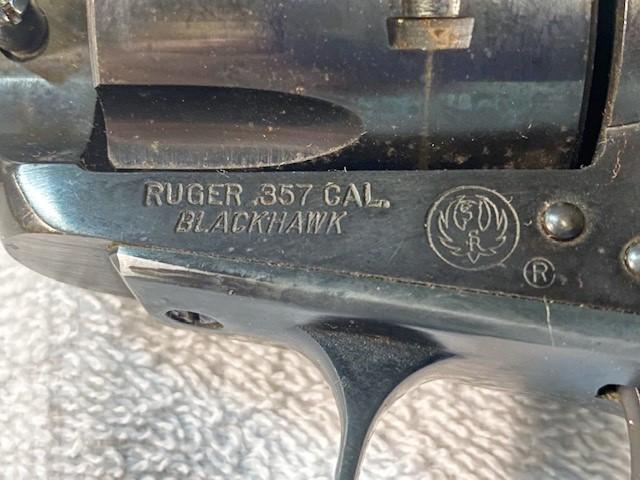 RUGER .357 CAL.
BLACKHAWK
R
®